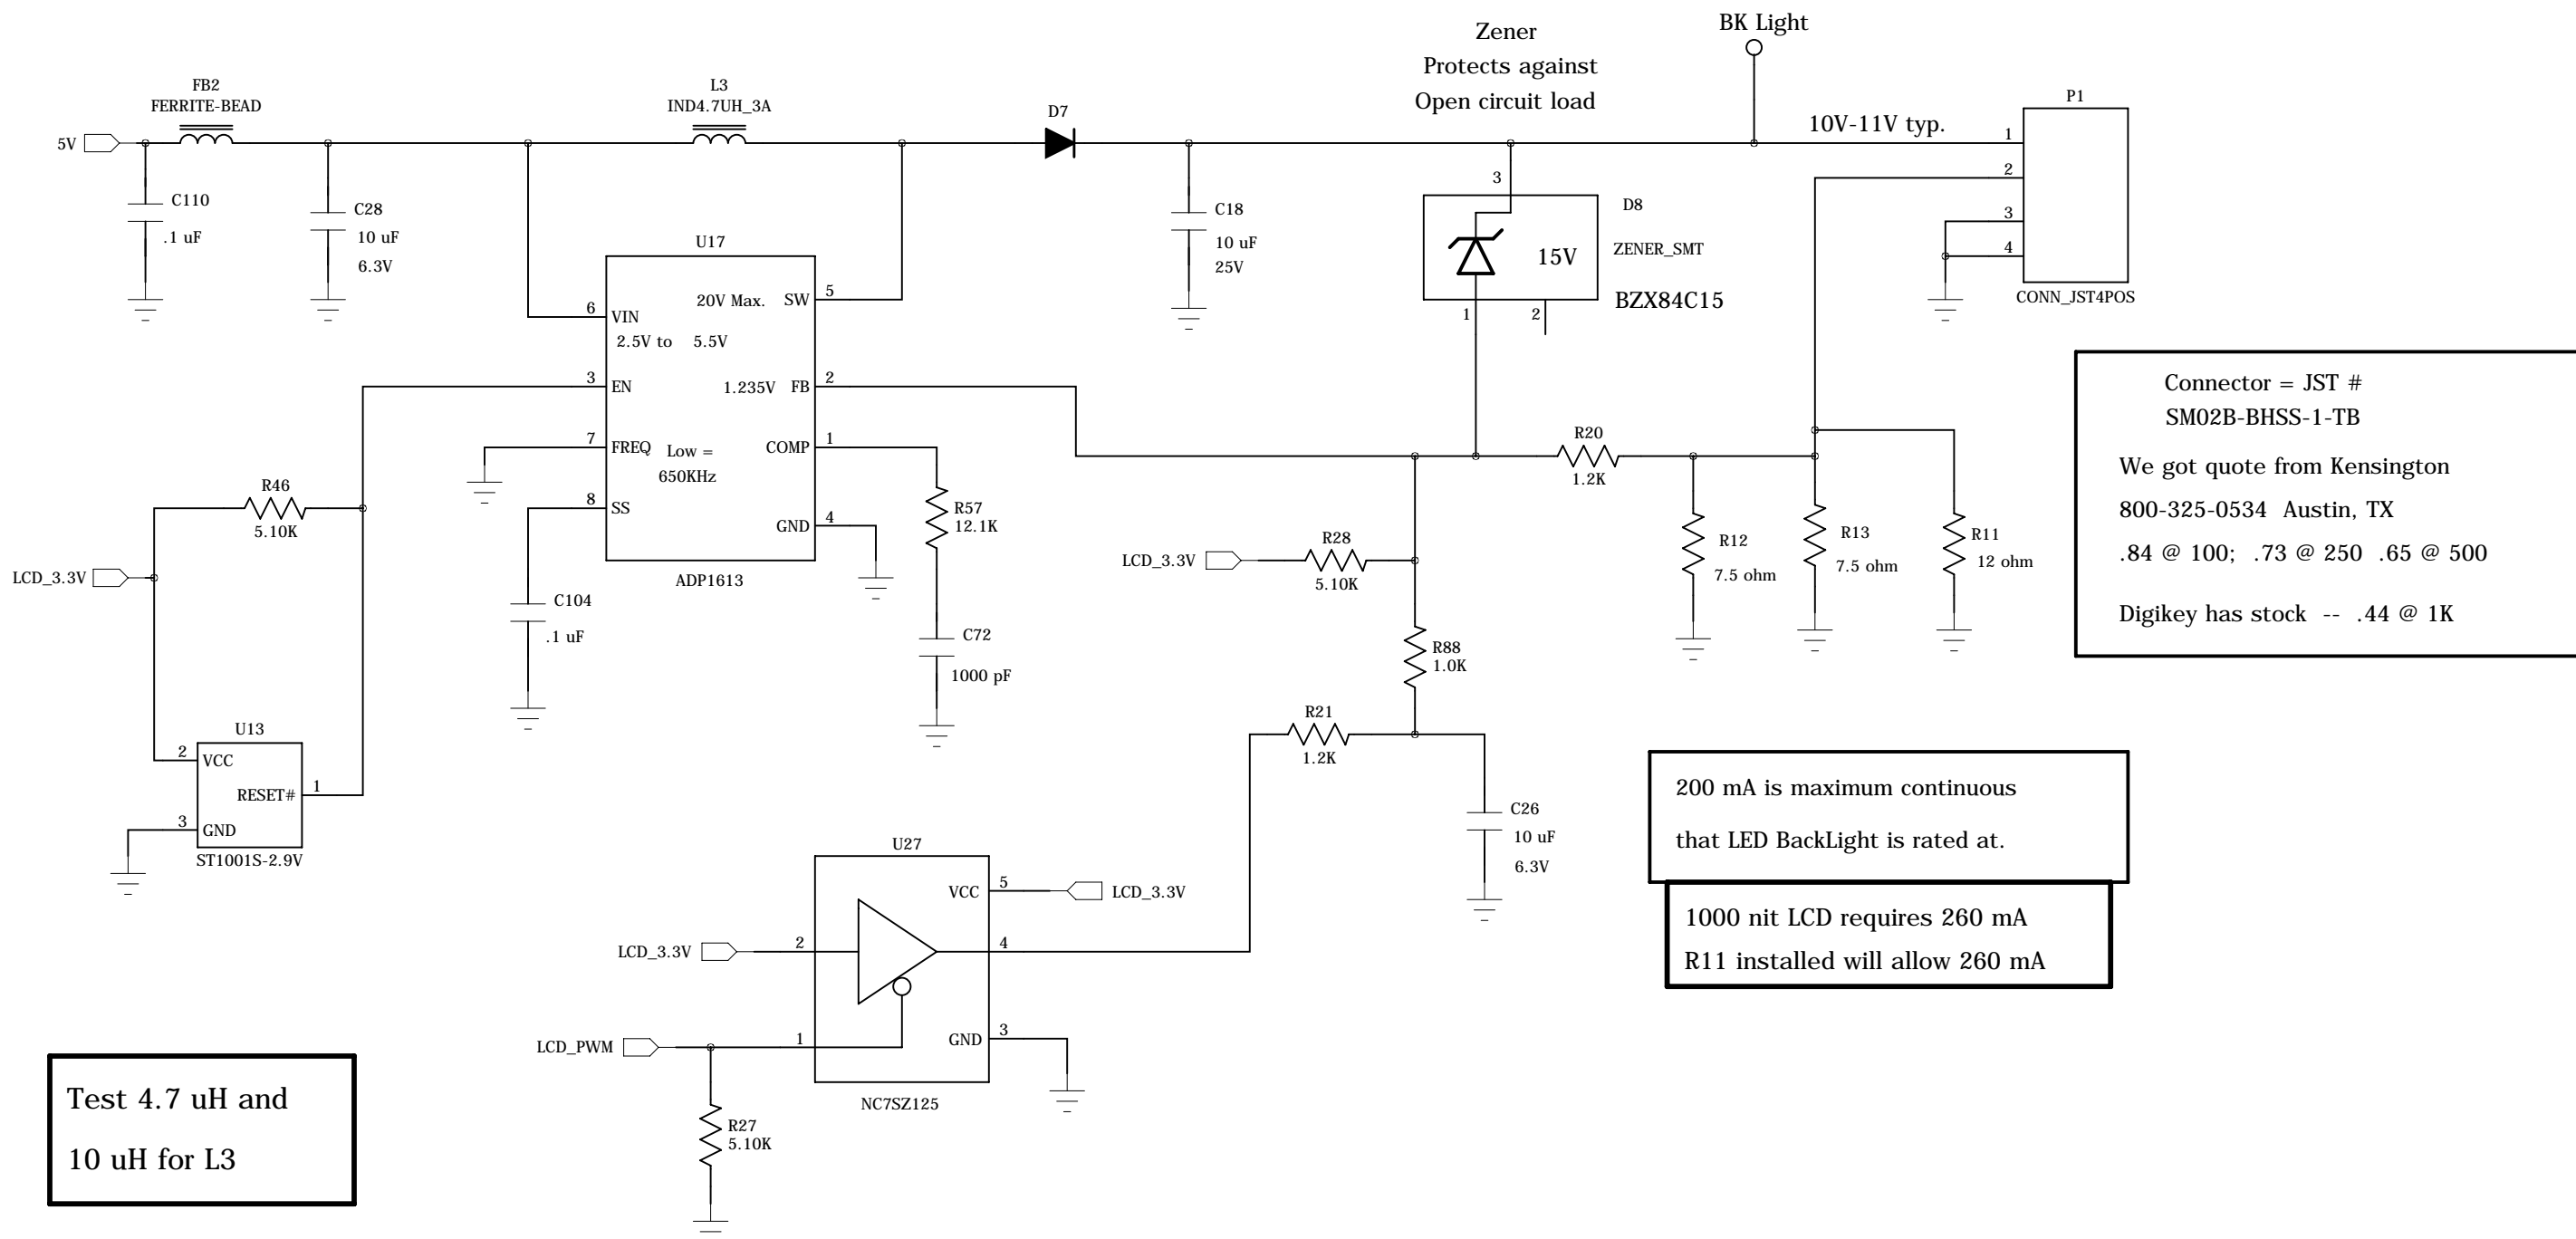 Zener
Protects against
Open circuit load
BK Light
FB2
FERRITE-BEAD
L3
IND4.7UH_3A
D7
P1
10V-11V typ.
5V
1
2
3
4
CONN_JST4POS
C110
.1 uF
C28
10 uF
6.3V
C18
10 uF
25V
3
D8
15V
ZENER_SMT
BZX84C15
1
2
U17
20V Max.
SW
5
6
VIN
2.5V to 5.5V
3
EN
1.235V
FB
2
7
FREQ
Low =
650KHz
COMP
1
8
SS
GND
4
ADP1613
R57
12.1K
C72
1000 pF
C104
.1 uF
R46
5.10K
LCD_3.3V
U13
2
VCC
RESET#
1
3
GND
ST1001S-2.9V
R20
1.2K
R12
7.5 ohm
R13
7.5 ohm
R11
12 ohm
LCD_3.3V
R28
5.10K
R88
1.0K
R21
1.2K
C26
10 uF
6.3V
Connector = JST #
SM02B-BHSS-1-TB
We got quote from Kensington
800-325-0534 Austin, TX
.84 @ 100; .73 @ 250 .65 @ 500
Digikey has stock -- .44 @ 1K
200 mA is maximum continuous
that LED BackLight is rated at.
1000 nit LCD requires 260 mA
R11 installed will allow 260 mA
U27
VCC
5
LCD_3.3V
LCD_3.3V
2
4
LCD_PWM
1
GND
3
NC7SZ125
R27
5.10K
Test 4.7 uH and
10 uH for L3